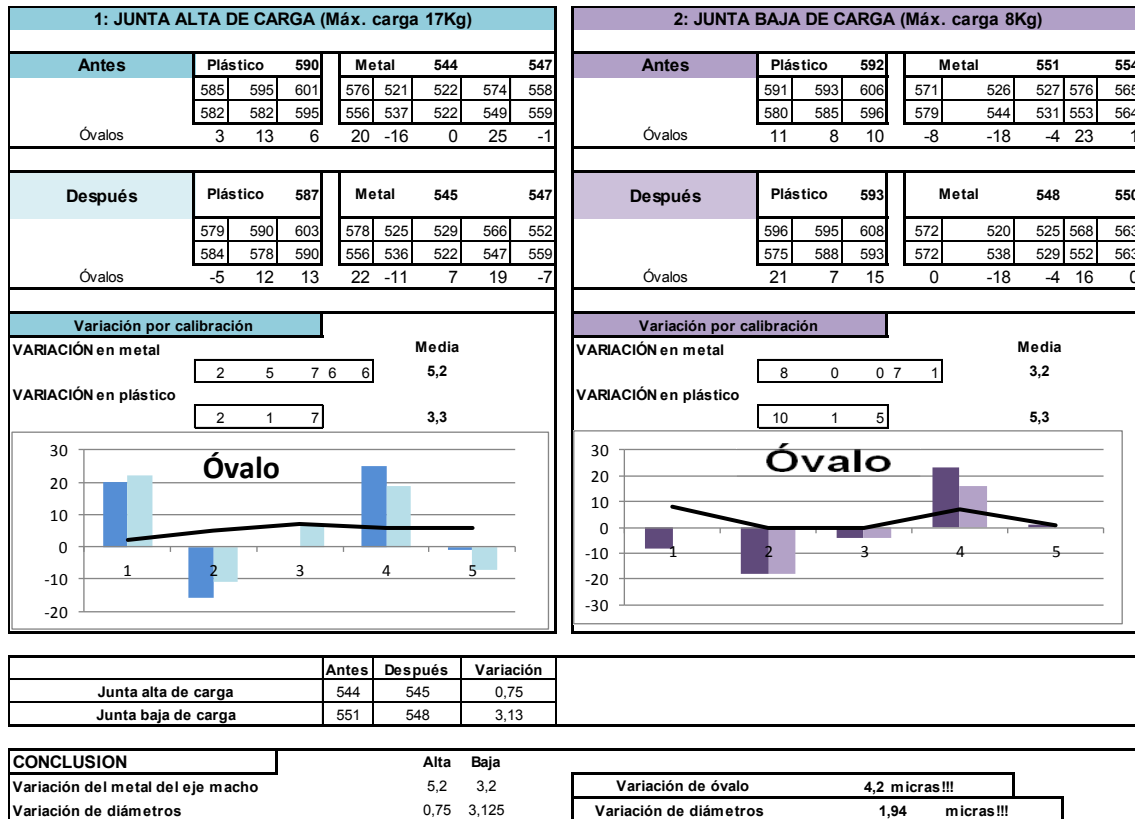 1: JUNTA ALTA DE CARGA (Máx. carga 17Kg)
Antes Plástico 590 Metal 544 547
585 595 601 576 521 522 574 558
582 582 595 556 537 522 549 559
Óvalos 3 13 6 20 -16 0 25 -1
Después Plástico 587 Metal 545 547
579 590 603 578 525 529 566 552
584 578 590 556 536 522 547 559
Óvalos -5 12 13 22 -11 7 19 -7
Variación por calibración
VARIACIÓN en metal Media
2 5 7 6 6 5,2
VARIACIÓN en plástico
2 1 7 3,3
Óvalo
30
20
10
0
-10
-20
1 2 3 4 5
2: JUNTA BAJA DE CARGA (Máx. carga 8Kg)
Antes Plástico 592 Metal 551 554
591 593 606 571 526 527 576 565
580 585 596 579 544 531 553 564
Óvalos 11 8 10 -8 -18 -4 23 1
Después Plástico 593 Metal 548 550
596 595 608 572 520 525 568 563
575 588 593 572 538 529 552 563
Óvalos 21 7 15 0 -18 -4 16 0
Variación por calibración
VARIACIÓN en metal Media
8 0 0 7 1 3,2
VARIACIÓN en plástico
10 1 5 5,3
Óvalo
30
20
10
0
-10
-20
-30
1 2 3 4 5
Antes Después Variación
Junta alta de carga 544 545 0,75
Junta baja de carga 551 548 3,13
CONCLUSION Alta Baja
Variación del metal del eje macho 5,2 3,2
Variación de diámetros 0,75 3,125
Variación de óvalo 4,2 micras!!!
Variación de diámetros 1,94 micras!!!